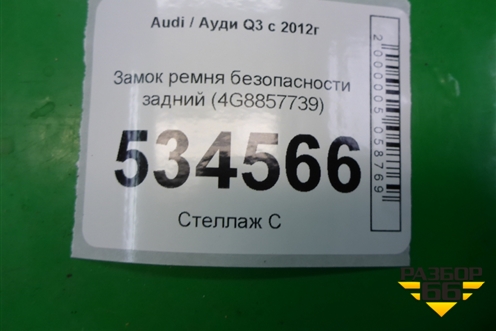 Audi / Ауди Q3 с 2012г
Замок ремня безопасности
задний (4G8857739)
534566
Стеллаж С
2000005058769
РАЗБОР
66